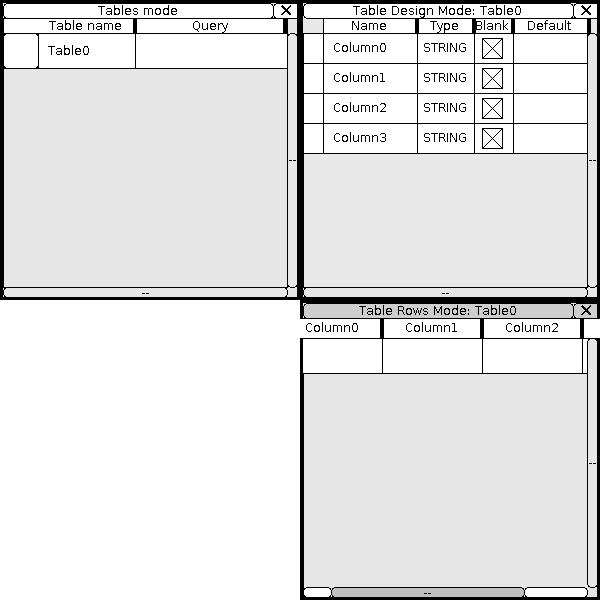 Tables mode
Table name Query
Table0
--
--
Table Design Mode: Table0
Name Type Blank Default
Column0 STRING
Column1 STRING
Column2 STRING
Column3 STRING
--
--
Table Rows Mode: Table0
Column0 Column1 Column2
--
--